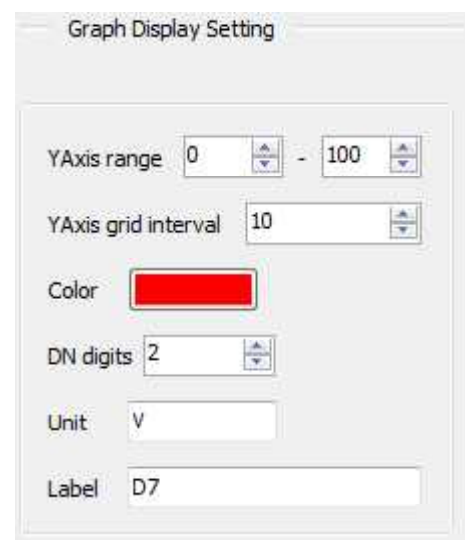 Graph Display Setting
YAxis range 0 - 100
YAxis grid interval 10
Color
DN digits 2
Unit V
Label D7